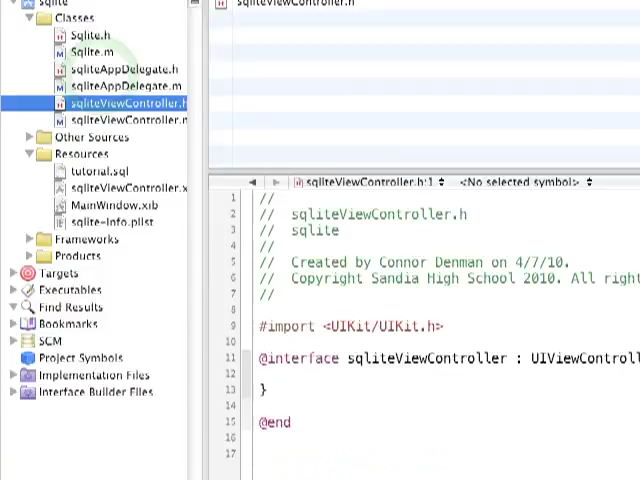 sqlite
Classes
Sqlite.h
Sqlite.m
sqliteAppDelegate.h
sqliteAppDelegate.m
sqliteViewController.h
sqliteViewController.m
Other Sources
Resources
tutorial.sql
sqliteViewController.x
MainWindow.xib
sqlite-Info.plist
Frameworks
Products
Targets
Executables
Find Results
Bookmarks
SCM
Project Symbols
Implementation Files
Interface Builder Files
sqliteViewController.h
sqliteViewController.h:1 <No selected symbol>
1 //
2 // sqliteViewController.h
3 // sqlite
4 //
5 // Created by Connor Denman on 4/7/10.
6 // Copyright Sandia High School 2010. All right
7 //
8
9 #import <UIKit/UIKit.h>
10
11 @interface sqliteViewController : UIViewControll
12
13 }
14
15 @end
16
17